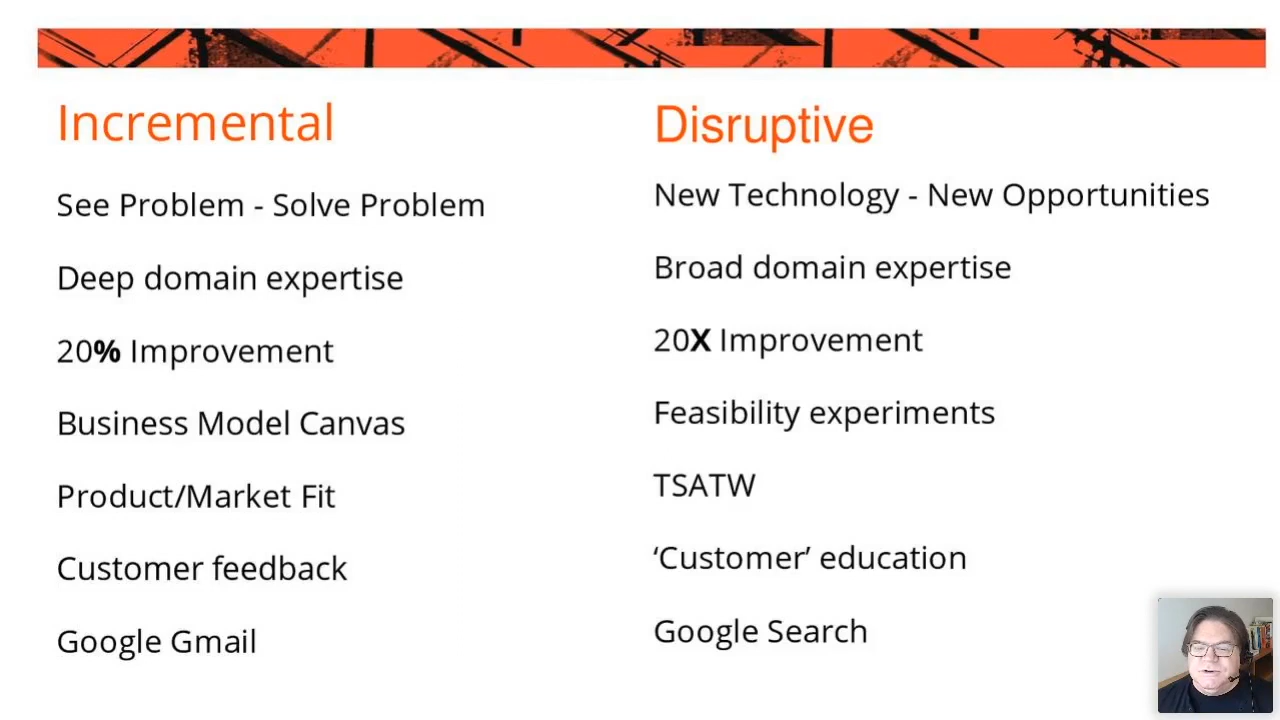 Incremental
See Problem - Solve Problem
Deep domain expertise
20% Improvement
Business Model Canvas
Product/Market Fit
Customer feedback
Google Gmail
Disruptive
New Technology - New Opportunities
Broad domain expertise
20X Improvement
Feasibility experiments
TSATW
‘Customer’ education
Google Search